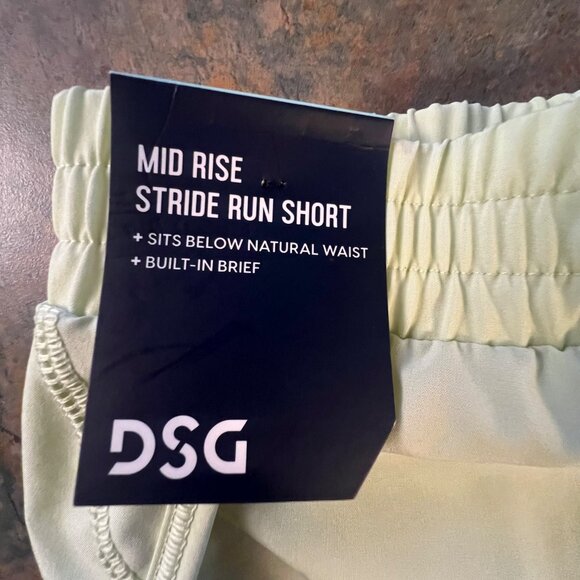 MID RISE
STRIDE RUN SHORT
+ SITS BELOW NATURAL WAIST
+ BUILT-IN BRIEF
DSG